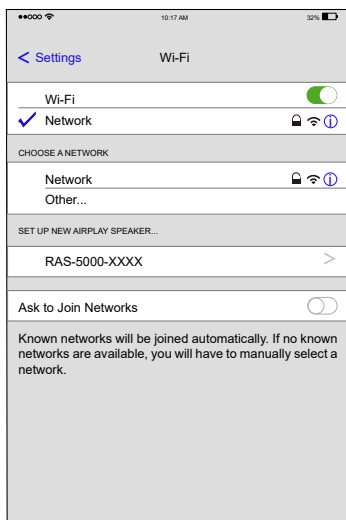 10:17 AM 32%
< Settings Wi-Fi
Wi-Fi
Network
CHOOSE A NETWORK
Network
Other...
SET UP NEW AIRPLAY SPEAKER...
RAS-5000-XXXX >
Ask to Join Networks
Known networks will be joined automatically. If no known
networks are available, you will have to manually select a
network.